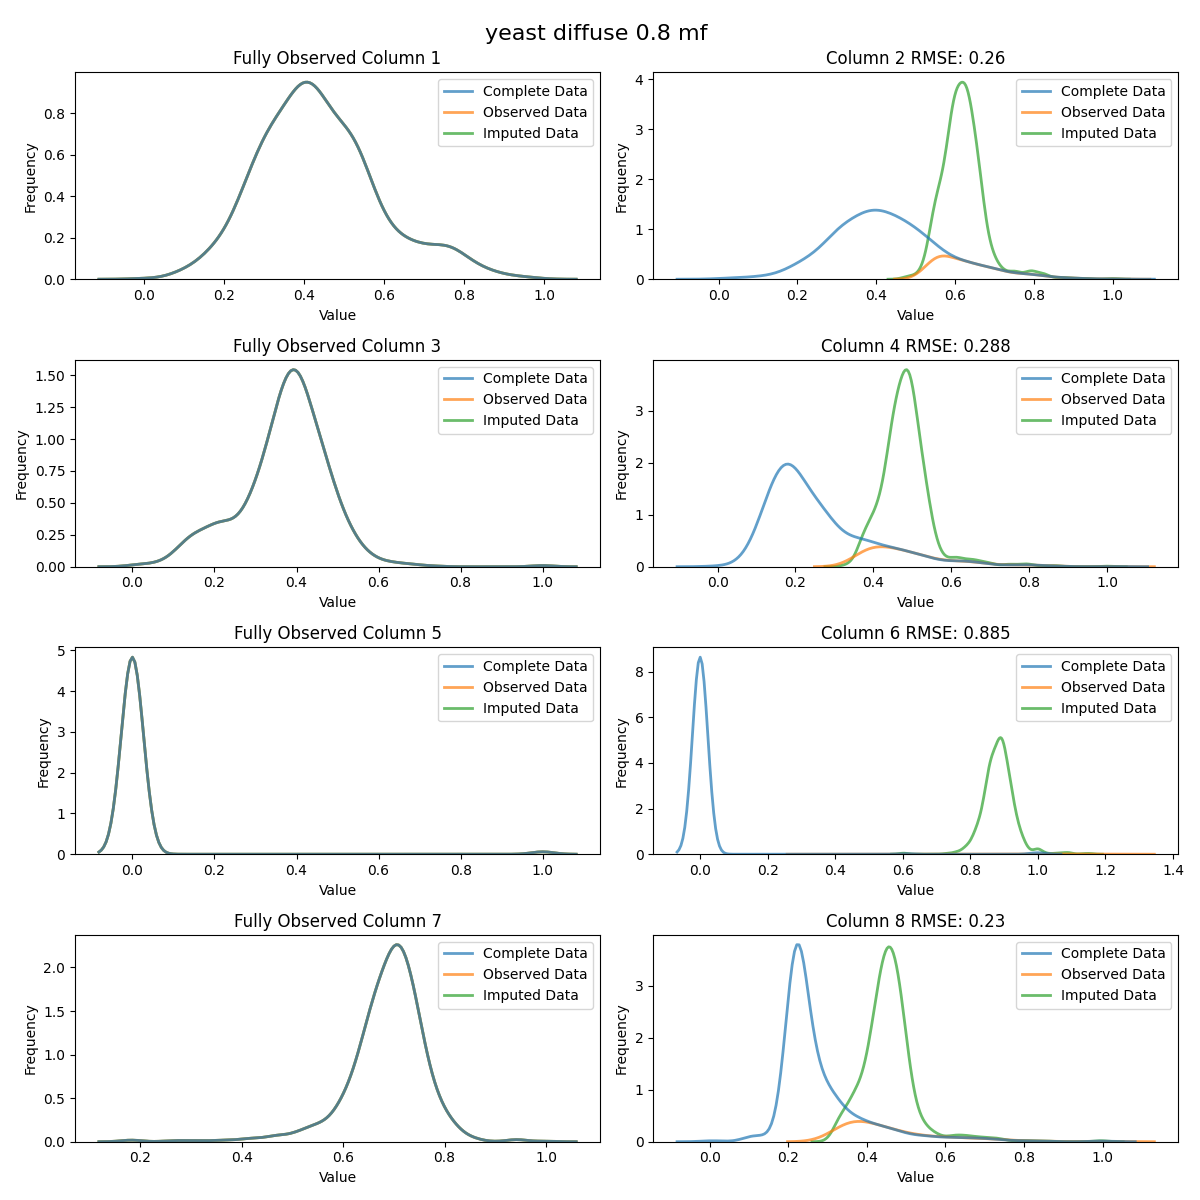 yeast diffuse 0.8 mf
Fully Observed Column 1
Frequency
0.8
0.6
0.4
0.2
0.0
Complete Data
Observed Data
Imputed Data
0.0 0.2 0.4 0.6 0.8 1.0
Value
Column 2 RMSE: 0.26
Frequency
4
3
2
1
0
Complete Data
Observed Data
Imputed Data
0.0 0.2 0.4 0.6 0.8 1.0
Value
Fully Observed Column 3
Frequency
1.50
1.25
1.00
0.75
0.50
0.25
0.00
Complete Data
Observed Data
Imputed Data
0.0 0.2 0.4 0.6 0.8 1.0
Value
Column 4 RMSE: 0.288
Frequency
3
2
1
0
Complete Data
Observed Data
Imputed Data
0.0 0.2 0.4 0.6 0.8 1.0
Value
Fully Observed Column 5
Frequency
5
4
3
2
1
0
Complete Data
Observed Data
Imputed Data
0.0 0.2 0.4 0.6 0.8 1.0
Value
Column 6 RMSE: 0.885
Frequency
8
6
4
2
0
Complete Data
Observed Data
Imputed Data
0.0 0.2 0.4 0.6 0.8 1.0 1.2 1.4
Value
Fully Observed Column 7
Frequency
2.0
1.5
1.0
0.5
0.0
Complete Data
Observed Data
Imputed Data
0.2 0.4 0.6 0.8 1.0
Value
Column 8 RMSE: 0.23
Frequency
3
2
1
0
Complete Data
Observed Data
Imputed Data
0.0 0.2 0.4 0.6 0.8 1.0
Value